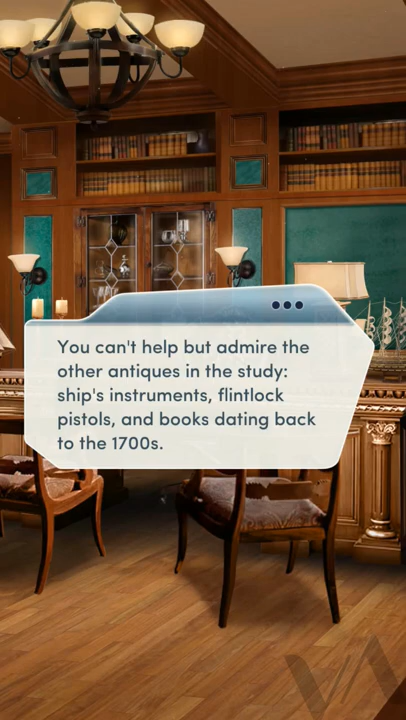 You can't help but admire the
other antiques in the study:
ship's instruments, flintlock
pistols, and books dating back
to the 1700s.